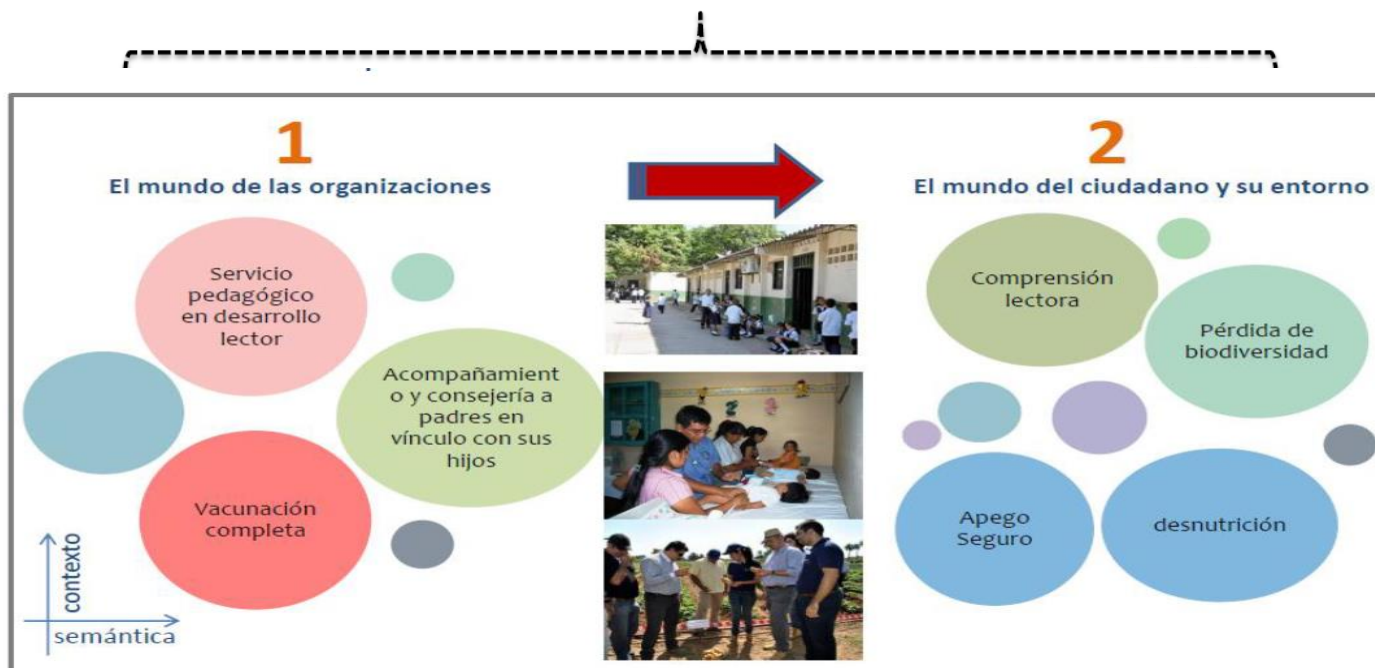 1
El mundo de las organizaciones
Servicio
pedagógico
en desarrollo
lector
Acompañamient
o y consejería a
padres en
vínculo con sus
hijos
Vacunación
completa
contexto
semántica
2
El mundo del ciudadano y su entorno
Comprensión
lectora
Pérdida de
biodiversidad
Apego
Seguro
desnutrición